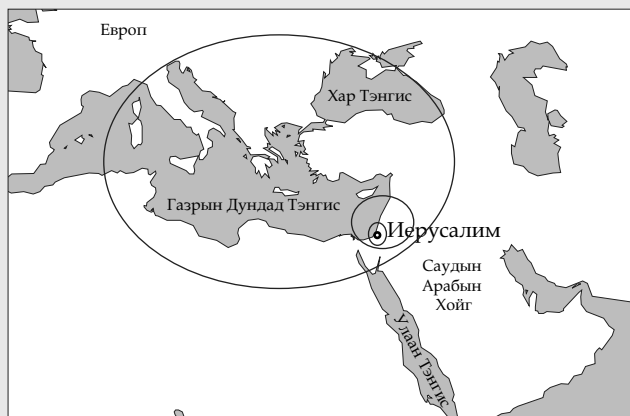 Европ
Хар Тэнгис
Газрын Дундад Тэнгис
Иерусалим
Саудын
Арабын
Хойг
Улаан Тэнгис